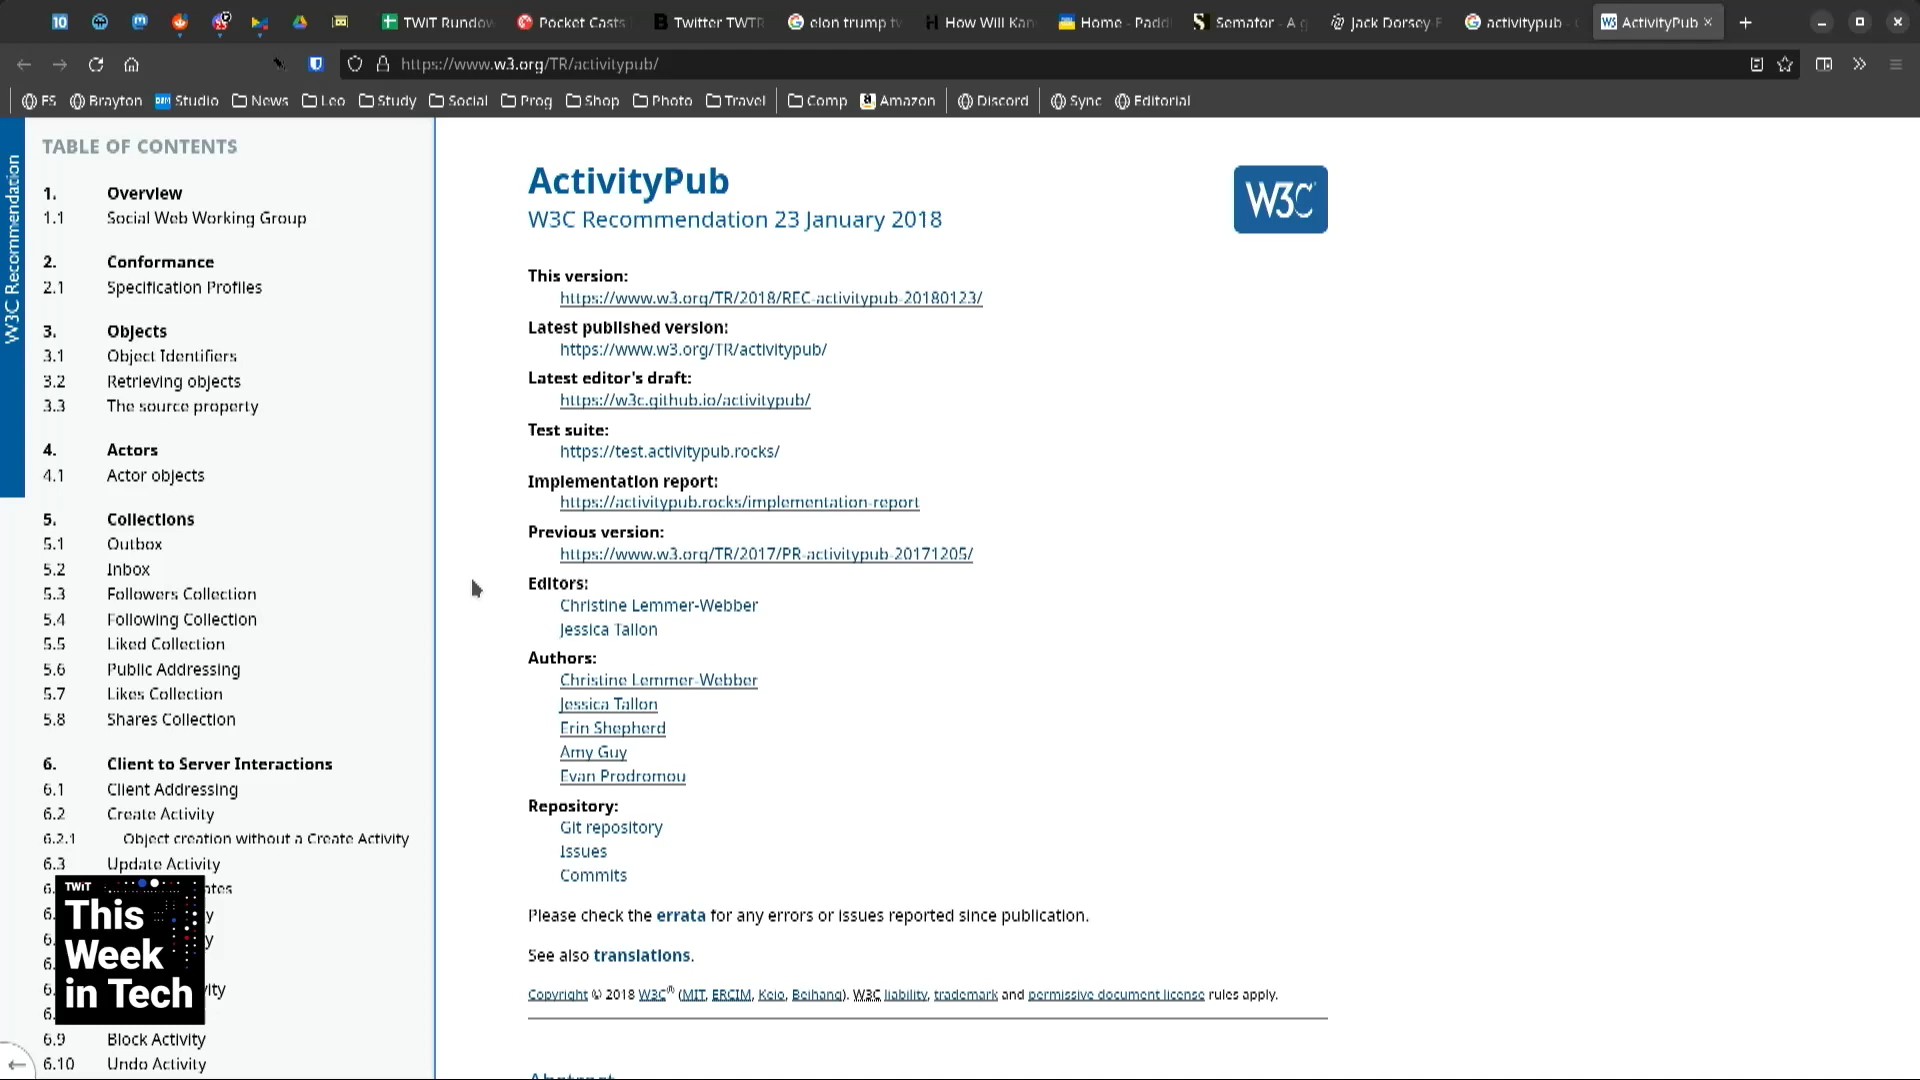 TWiT Rundow
Pocket Casts
Twitter TWTR
elon trump tw
How Will Kan
Home - Paddi
Semafor - A g
Jack Dorsey F
activitypub -
ActivityPub
https://www.w3.org/TR/activitypub/
FS
Brayton
Studio
News
Leo
Study
Social
Prog
Shop
Photo
Travel
Comp
Amazon
Discord
Sync
Editorial
W3C Recommendation
TABLE OF CONTENTS
1. Overview
1.1 Social Web Working Group
2. Conformance
2.1 Specification Profiles
3. Objects
3.1 Object Identifiers
3.2 Retrieving objects
3.3 The source property
4. Actors
4.1 Actor objects
5. Collections
5.1 Outbox
5.2 Inbox
5.3 Followers Collection
5.4 Following Collection
5.5 Liked Collection
5.6 Public Addressing
5.7 Likes Collection
5.8 Shares Collection
6. Client to Server Interactions
6.1 Client Addressing
6.2 Create Activity
6.2.1 Object creation without a Create Activity
6.3 Update Activity
6.9 Block Activity
6.10 Undo Activity
TWiT
This
Week
in Tech
ActivityPub
W3C Recommendation 23 January 2018
W3C
This version:
https://www.w3.org/TR/2018/REC-activitypub-20180123/
Latest published version:
https://www.w3.org/TR/activitypub/
Latest editor's draft:
https://w3c.github.io/activitypub/
Test suite:
https://test.activitypub.rocks/
Implementation report:
https://activitypub.rocks/implementation-report
Previous version:
https://www.w3.org/TR/2017/PR-activitypub-20171205/
Editors:
Christine Lemmer-Webber
Jessica Tallon
Authors:
Christine Lemmer-Webber
Jessica Tallon
Erin Shepherd
Amy Guy
Evan Prodromou
Repository:
Git repository
Issues
Commits
Please check the errata for any errors or issues reported since publication.
See also translations.
Copyright © 2018 W3C® (MIT, ERCIM, Keio, Beihang). W3C liability, trademark and permissive document license rules apply.